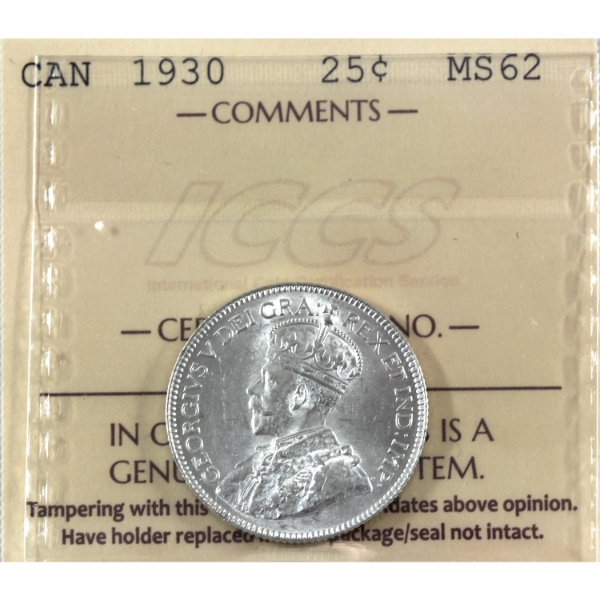 CAN 1930 25¢ MS62
— COMMENTS —
ICCS
International Coin Certification Service
— CE NO. —
IN IS A
GENU TEM.
Tampering with this dates above opinion.
Have holder replaced package/seal not intact.
GEORGIVS V DEI GRA: REX ET IND: IMP: